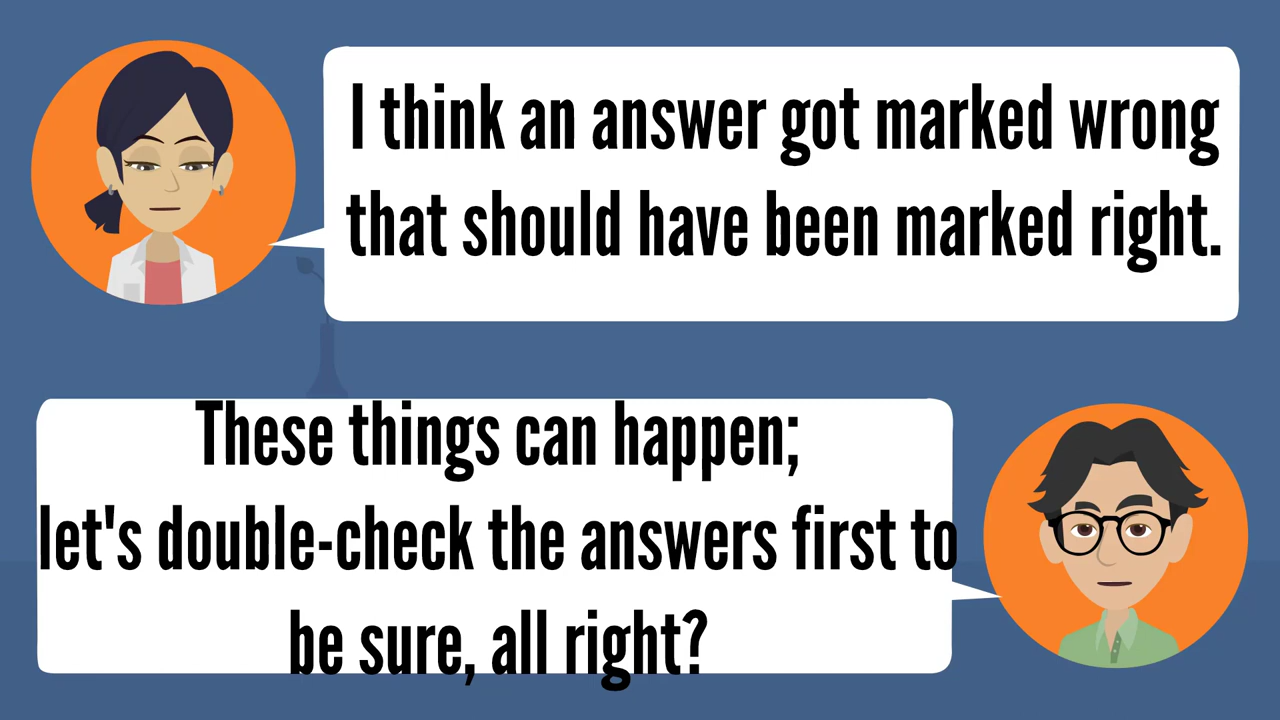 I think an answer got marked wrong
that should have been marked right.
These things can happen;
let's double-check the answers first to
be sure, all right?